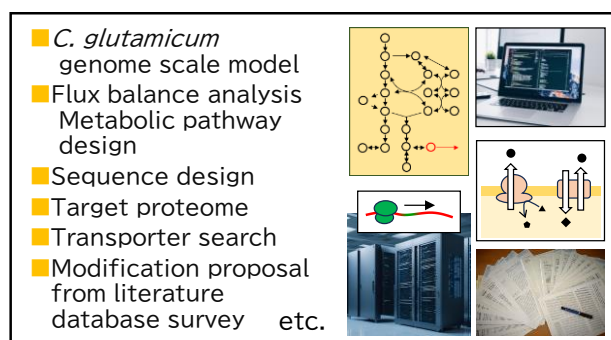 C. glutamicum
genome scale model
Flux balance analysis
Metabolic pathway
design
Sequence design
Target proteome
Transporter search
Modification proposal
from literature
database survey etc.